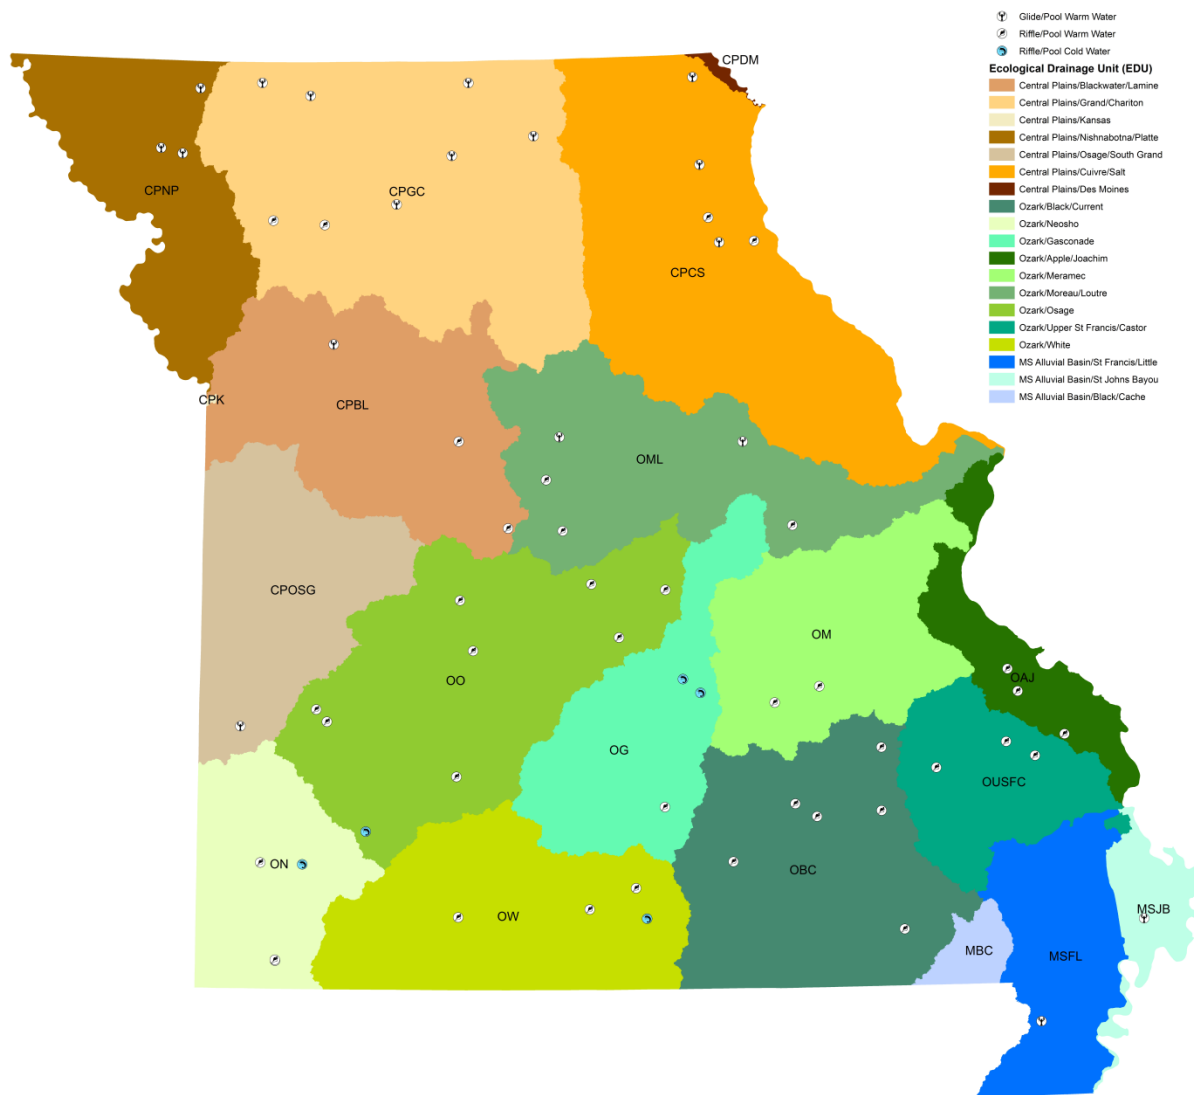 Glide/Pool Warm Water
Riffle/Pool Warm Water
Riffle/Pool Cold Water
Ecological Drainage Unit (EDU)
Central Plains/Blackwater/Lamine
Central Plains/Grand/Chariton
Central Plains/Kansas
Central Plains/Nishnabotna/Platte
Central Plains/Osage/South Grand
Central Plains/Cuivre/Salt
Central Plains/Des Moines
Ozark/Black/Current
Ozark/Neosho
Ozark/Gasconade
Ozark/Apple/Joachim
Ozark/Meramec
Ozark/Moreau/Loutre
Ozark/Osage
Ozark/Upper St Francis/Castor
Ozark/White
MS Alluvial Basin/St Francis/Little
MS Alluvial Basin/St Johns Bayou
MS Alluvial Basin/Black/Cache
CPDM
CPNP
CPGC
CPCS
CPK
CPBL
OML
CPOSG
OM
OO
OAJ
OG
OUSFC
ON
OBC
OW
MSJB
MBC
MSFL